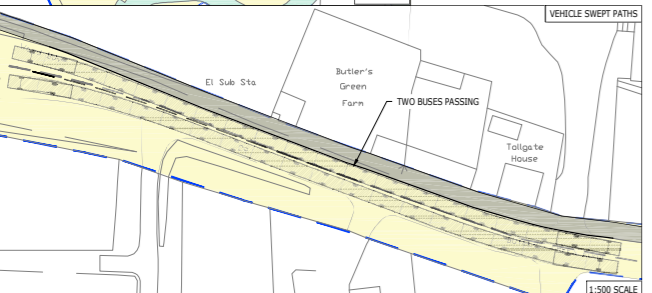 VEHICLE SWEPT PATHS
El Sub Sta
Butler's
Green
Farm
TWO BUSES PASSING
Tollgate
House
1:500 SCALE